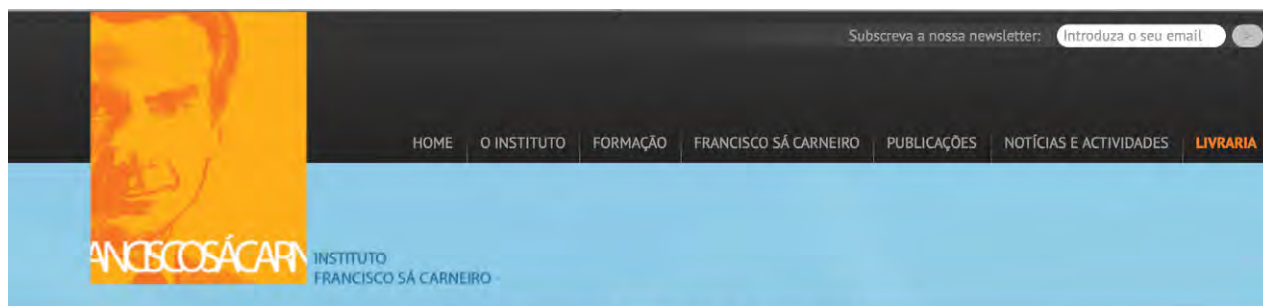 Subscreva a nossa newsletter: Introduza o seu email >
HOME O INSTITUTO FORMAÇÃO FRANCISCO SÁ CARNEIRO PUBLICAÇÕES NOTÍCIAS E ACTIVIDADES LIVRARIA
ANCISCOSÁCARN
INSTITUTO
FRANCISCO SÁ CARNEIRO